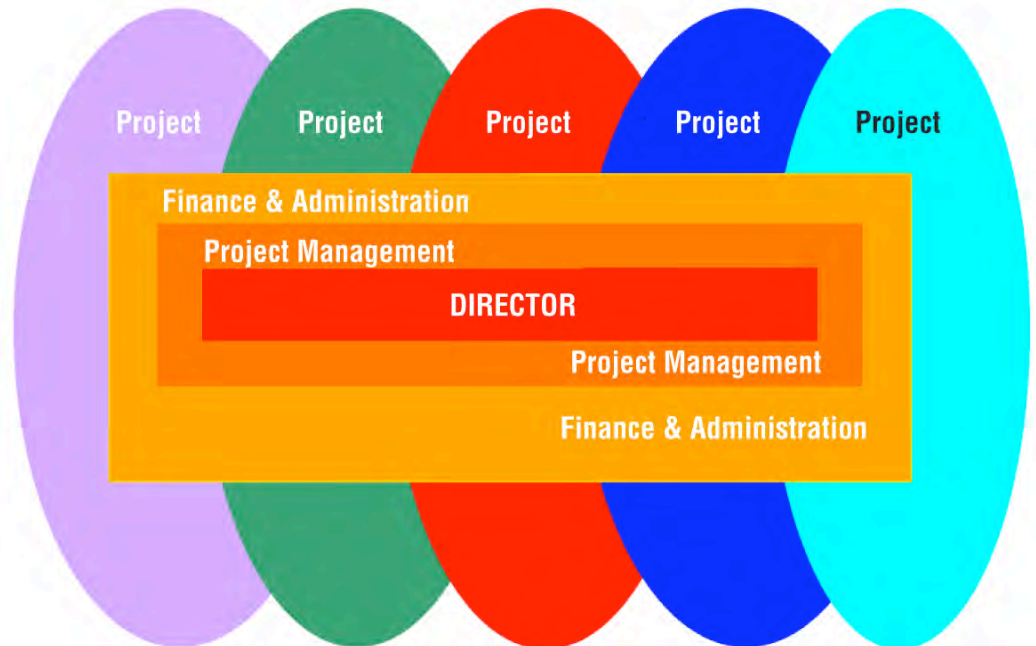 Project Project Project Project Project
Finance & Administration
Project Management
DIRECTOR
Project Management
Finance & Administration